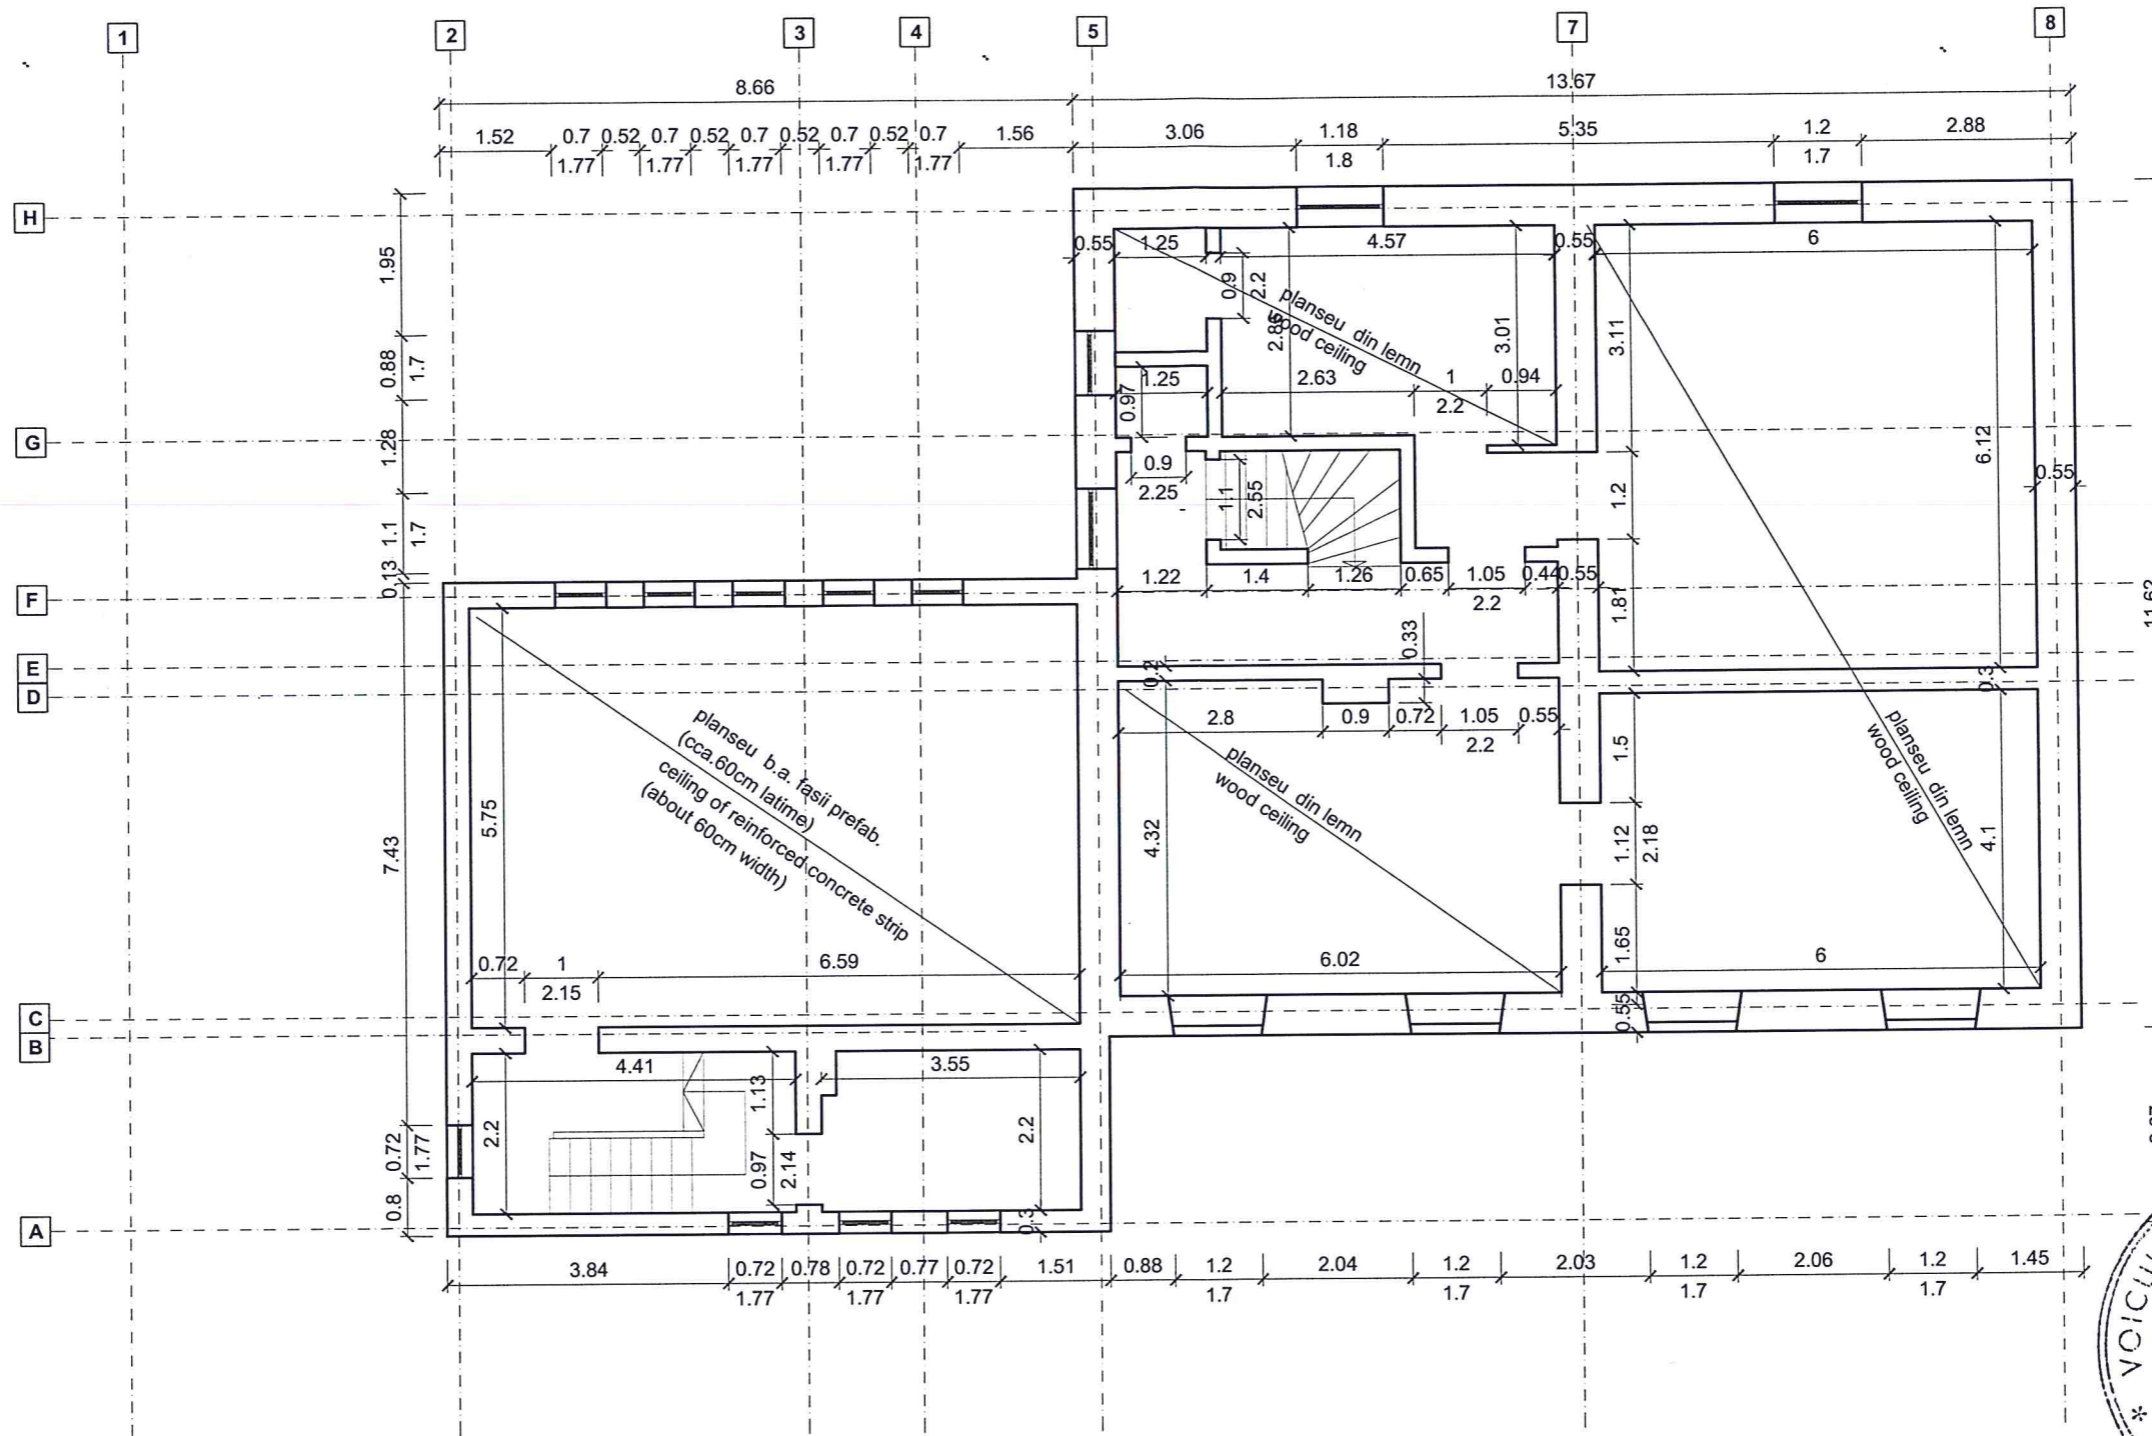 1 2 3 4 5 7 8
8.66 13.67
1.52 0.7 0.52 0.7 0.52 0.7 0.52 0.7 0.52 0.7 1.56 3.06 1.18 5.35 1.2 2.88
1.77 1.77 1.77 1.77 1.77 1.8 1.7
H
0.55 1.25 4.57 0.55 6
1.95
0.9
2.2
planseu din lemn
wood ceiling
3.01
3.11
0.88
1.7
1.25 2.63 1 0.94
2.2
0.97
G
1.28
6.12
0.9
2.25
1.1
2.55
1.2
0.55
1.1
1.7
0.13
F
1.22 1.4 1.26 0.65 1.05 0.44 0.55
2.2
1.81
11.62
0.33
E
0.2
0.3
D
2.8 0.9 0.72 1.05 0.55
2.2
planseu b.a. fasii prefab.
(cca.60cm latime)
ceiling of reinforced concrete strip
(about 60cm width)
planseu din lemn
wood ceiling
planseu din lemn
wood ceiling
1.5
5.75
7.43
4.32
1.12
2.18
4.1
1.65
0.72 1 6.59 6.02 6
2.15
C
0.55
B
4.41 3.55
1.13
2.2
2.2
0.72
1.77
0.97
2.14
0.8
A
0.3
3.84 0.72 0.78 0.72 0.77 0.72 1.51 0.88 1.2 2.04 1.2 2.03 1.2 2.06 1.2 1.45
1.77 1.77 1.77 1.7 1.7 1.7 1.7
* VOICU